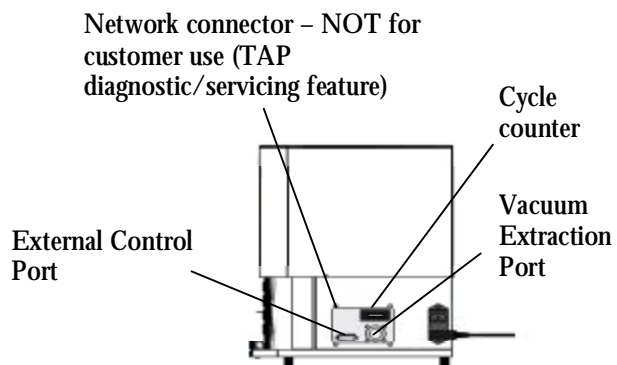 Network connector – NOT for
customer use (TAP
diagnostic/servicing feature)
Cycle
counter
External Control
Port
Vacuum
Extraction
Port